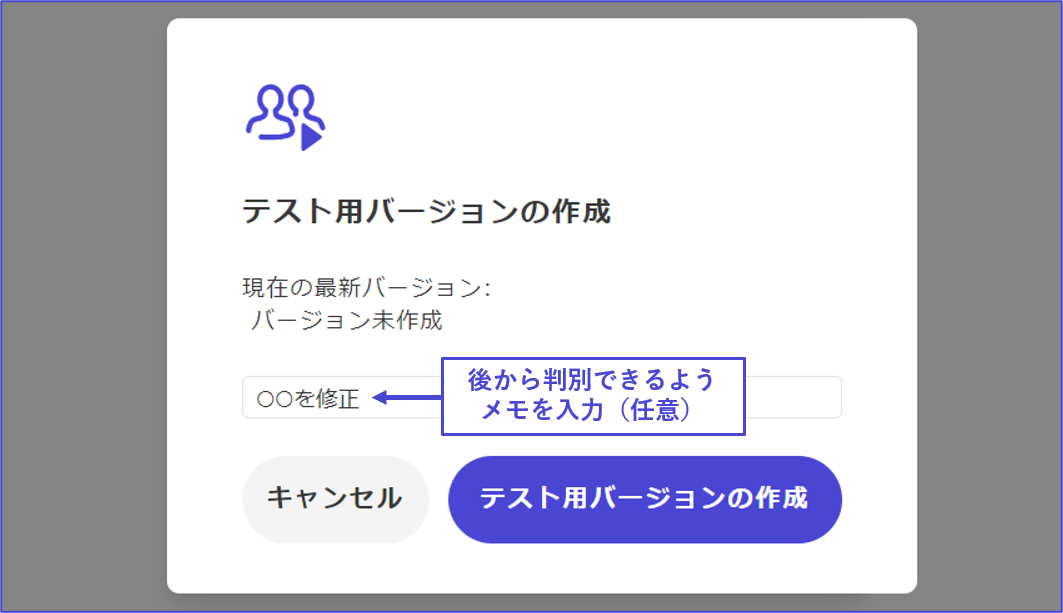 テスト用バージョンの作成
現在の最新バージョン:
バージョン未作成
〇〇を修正
後から判別できるよう
メモを入力（任意）
キャンセル
テスト用バージョンの作成